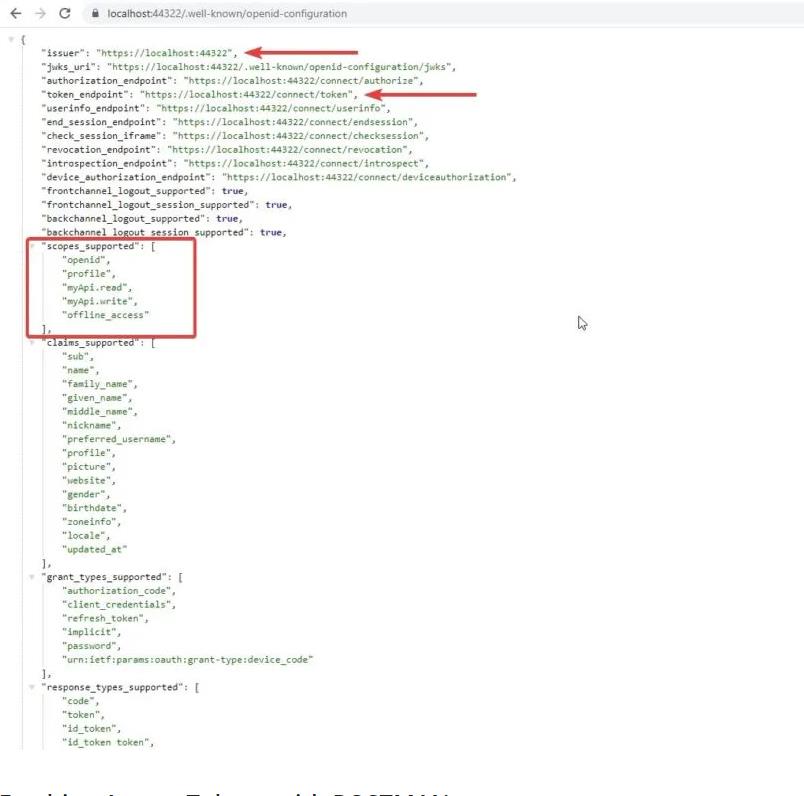 localhost:44322/.well-known/openid-configuration
{
"issuer": "https://localhost:44322",
"jwks_uri": "https://localhost:44322/.well-known/openid-configuration/jwks",
"authorization_endpoint": "https://localhost:44322/connect/authorize",
"token_endpoint": "https://localhost:44322/connect/token",
"userinfo_endpoint": "https://localhost:44322/connect/userinfo",
"end_session_endpoint": "https://localhost:44322/connect/endsession",
"check_session_iframe": "https://localhost:44322/connect/checksession",
"revocation_endpoint": "https://localhost:44322/connect/revocation",
"introspection_endpoint": "https://localhost:44322/connect/introspect",
"device_authorization_endpoint": "https://localhost:44322/connect/deviceauthorization",
"frontchannel_logout_supported": true,
"frontchannel_logout_session_supported": true,
"backchannel_logout_supported": true,
"backchannel_logout_session_supported": true,
"scopes_supported": [
"openid",
"profile",
"myApi.read",
"myApi.write",
"offline_access"
],
"claims_supported": [
"sub",
"name",
"family_name",
"given_name",
"middle_name",
"nickname",
"preferred_username",
"profile",
"picture",
"website",
"gender",
"birthdate",
"zoneinfo",
"locale",
"updated_at"
],
"grant_types_supported": [
"authorization_code",
"client_credentials",
"refresh_token",
"implicit",
"password",
"urn:ietf:params:oauth:grant-type:device_code"
],
"response_types_supported": [
"code",
"token",
"id_token",
"id_token token",